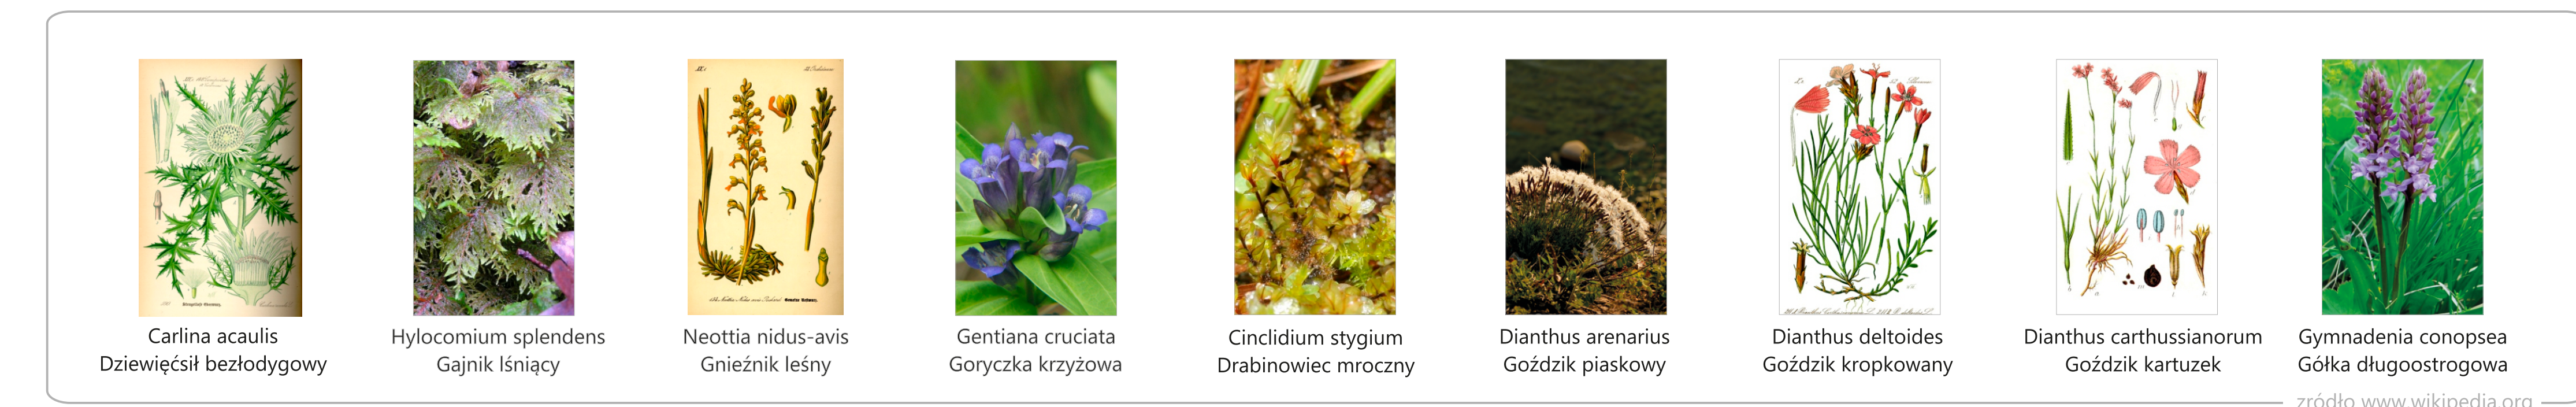 Carlina acaulis
Dziewięćsił bezłodygowy
Hylocomium splendens
Gajnik lśniący
Neottia nidus-avis
Gnieźnik leśny
Gentiana cruciata
Goryczka krzyżowa
Cinclidium stygium
Drabinowiec mroczny
Dianthus arenarius
Goździk piaskowy
Dianthus deltoides
Goździk kropkowany
Dianthus carthussianorum
Goździk kartuzek
Gymnadenia conopsea
Gółka długoostrogowa
zródło www.wikipedia.org